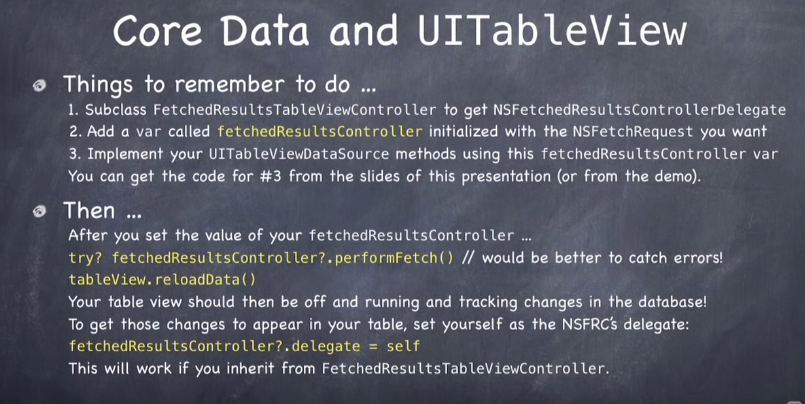 Core Data and UITableView
Things to remember to do ...
1. Subclass FetchedResultsTableViewController to get NSFetchedResultsControllerDelegate
2. Add a var called fetchedResultsController initialized with the NSFetchRequest you want
3. Implement your UITableViewDataSource methods using this fetchedResultsController var
You can get the code for #3 from the slides of this presentation (or from the demo).
Then ...
After you set the value of your fetchedResultsController ...
try? fetchedResultsController?.performFetch() // would be better to catch errors!
tableView.reloadData()
Your table view should then be off and running and tracking changes in the database!
To get those changes to appear in your table, set yourself as the NSFRC's delegate:
fetchedResultsController?.delegate = self
This will work if you inherit from FetchedResultsTableViewController.